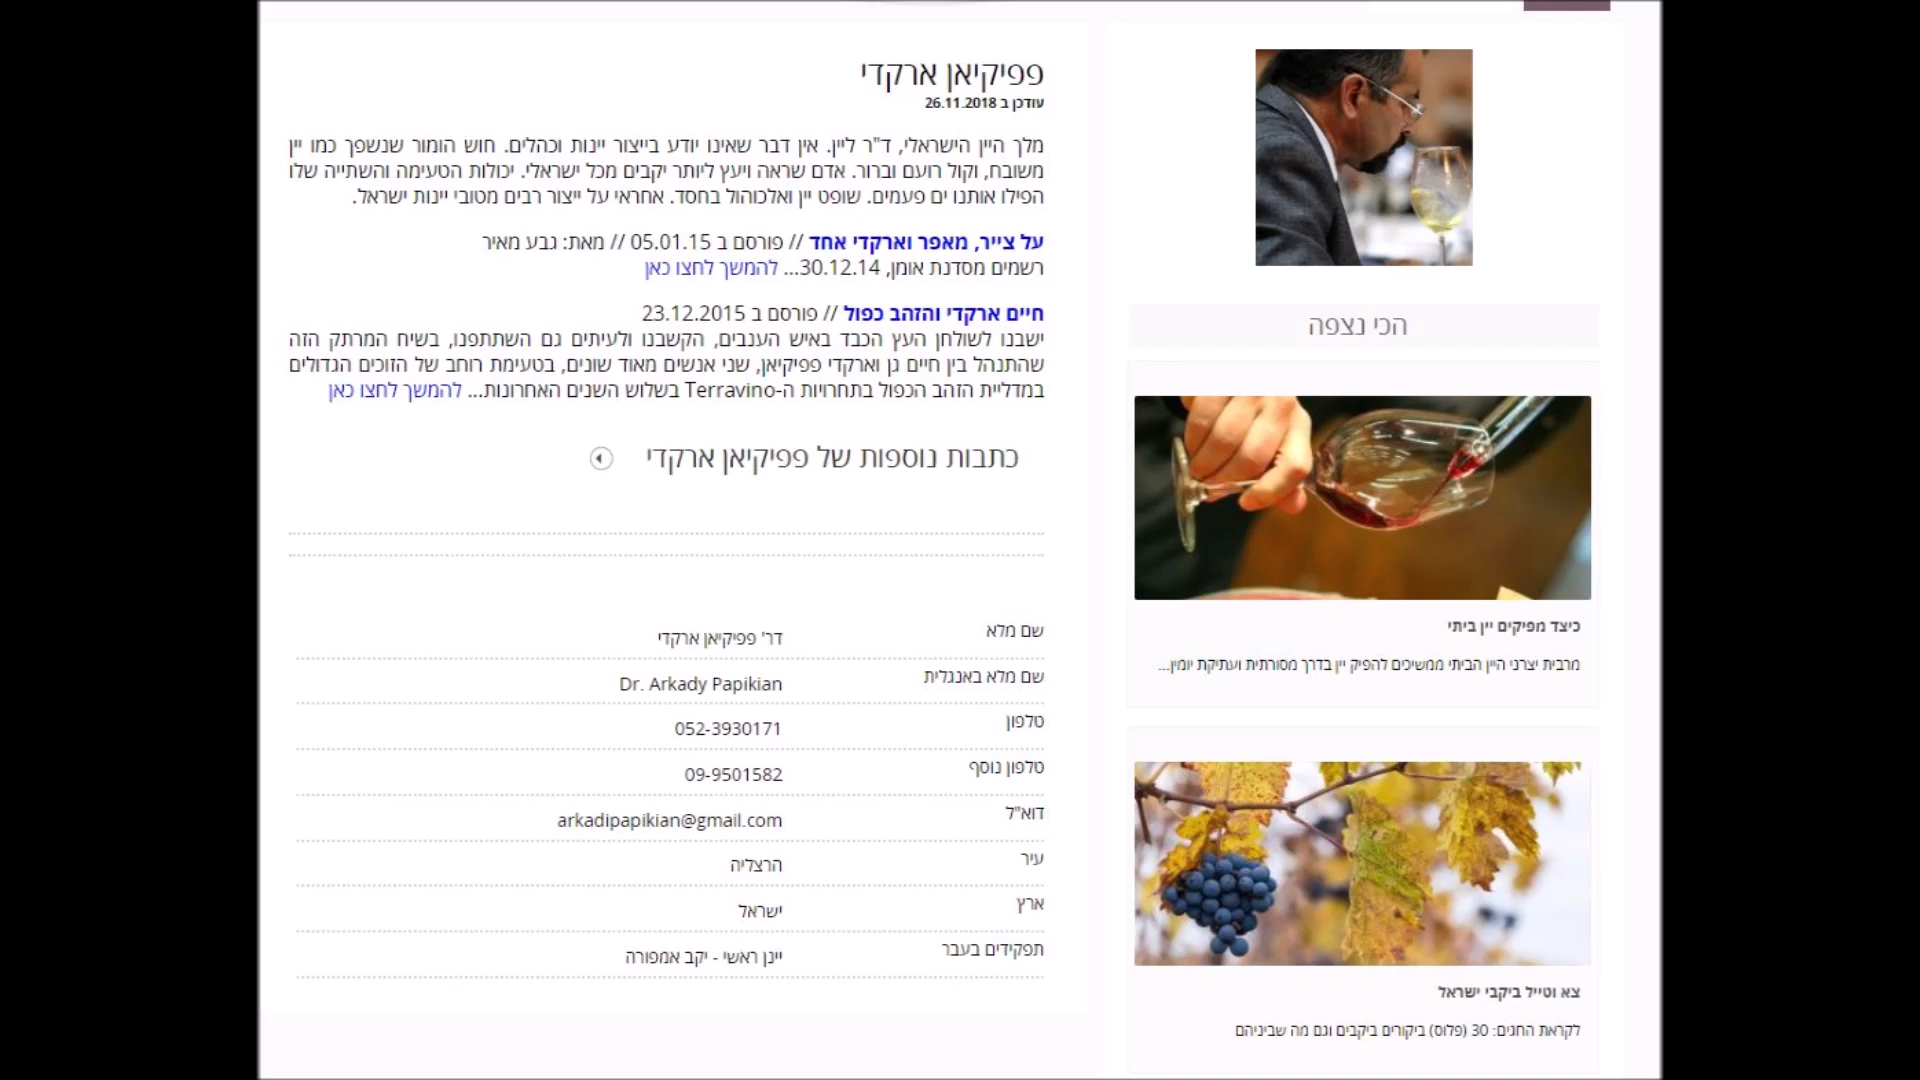 פפיקיאן ארקדי
עודכן ב 26.11.2018
מלך היין הישראלי, ד"ר ליין. אין דבר שאינו יודע בייצור יינות וכהלים. חוש הומור שנשפך כמו יין
משובח, וקול רועם וברור. אדם שראה ויעץ ליותר יקבים מכל ישראלי. יכולות הטעימה והשתייה שלו
הפילו אותנו ים פעמים. שופט יין ואלכוהול בחסד. אחראי על ייצור רבים מטובי יינות ישראל.
על צייר, מאפר וארקדי אחד // פורסם ב 05.01.15 // מאת: גבע מאיר
רשמים מסדנת אומן, 30.12.14... להמשך לחצו כאן
חיים ארקדי והזהב כפול // פורסם ב 23.12.2015
ישבנו לשולחן העץ הכבד באיש הענבים, הקשבנו ולעיתים גם השתתפנו, בשיח המרתק הזה
שהתנהל בין חיים גן וארקדי פפיקיאן, שני אנשים מאוד שונים, בטעימת רוחב של הזוכים הגדולים
במדליית הזהב הכפול בתחרויות ה-Terravino בשלוש השנים האחרונות... להמשך לחצו כאן
כתבות נוספות של פפיקיאן ארקדי
שם מלא דר' פפיקיאן ארקדי
שם מלא באנגלית Dr. Arkady Papikian
טלפון 052-3930171
טלפון נוסף 09-9501582
דוא"ל arkadipapikian@gmail.com
עיר הרצליה
ארץ ישראל
תפקידים בעבר יינן ראשי - יקב אמפורה
הכי נצפה
כיצד מפיקים יין ביתי
מרבית יצרני היין הביתי ממשיכים להפיק יין בדרך מסורתית ועתיקת יומין...
צא וטייל ביקבי ישראל
לקראת החגים: 30 (פלוס) ביקורים ביקבים וגם מה שביניהם